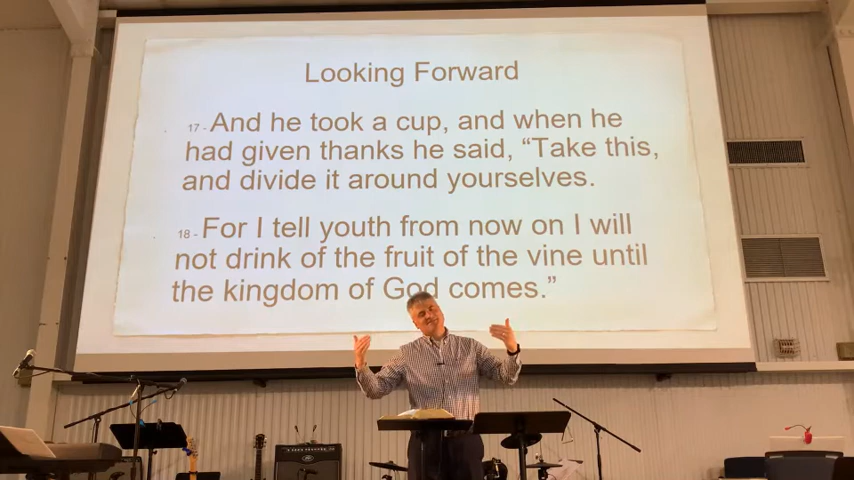 Looking Forward
17 - And he took a cup, and when he
had given thanks he said, “Take this,
and divide it around yourselves.
18 - For I tell youth from now on I will
not drink of the fruit of the vine until
the kingdom of God comes.”